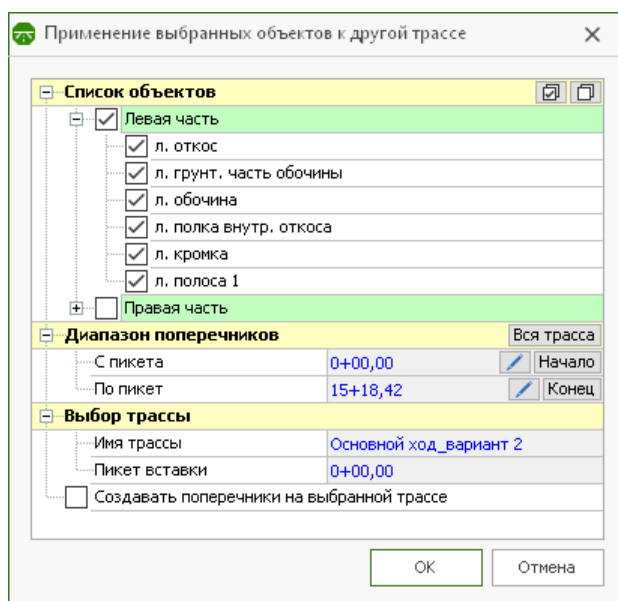 Применение выбранных объектов к другой трассе
Список объектов
Левая часть
л. откос
л. грунт. часть обочины
л. обочина
л. полка внутр. откоса
л. кромка
л. полоса 1
Правая часть
Диапазон поперечников Вся трасса
С пикета 0+00,00 Начало
По пикет 15+18,42 Конец
Выбор трассы
Имя трассы Основной ход_вариант 2
Пикет вставки 0+00,00
Создавать поперечники на выбранной трассе
ОК Отмена